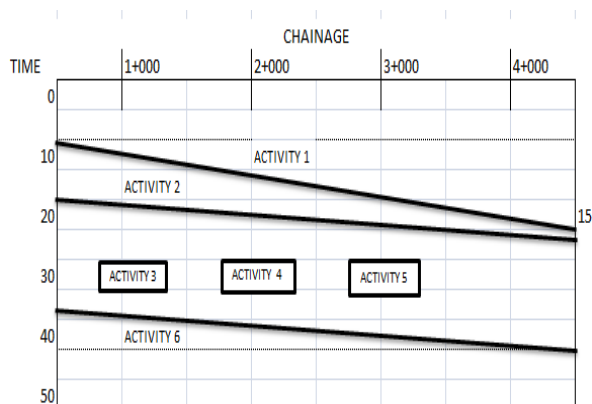 CHAINAGE
TIME 1+000 2+000 3+000 4+000
0
10 ACTIVITY 1
ACTIVITY 2
20 15
30 ACTIVITY 3 ACTIVITY 4 ACTIVITY 5
40 ACTIVITY 6
50